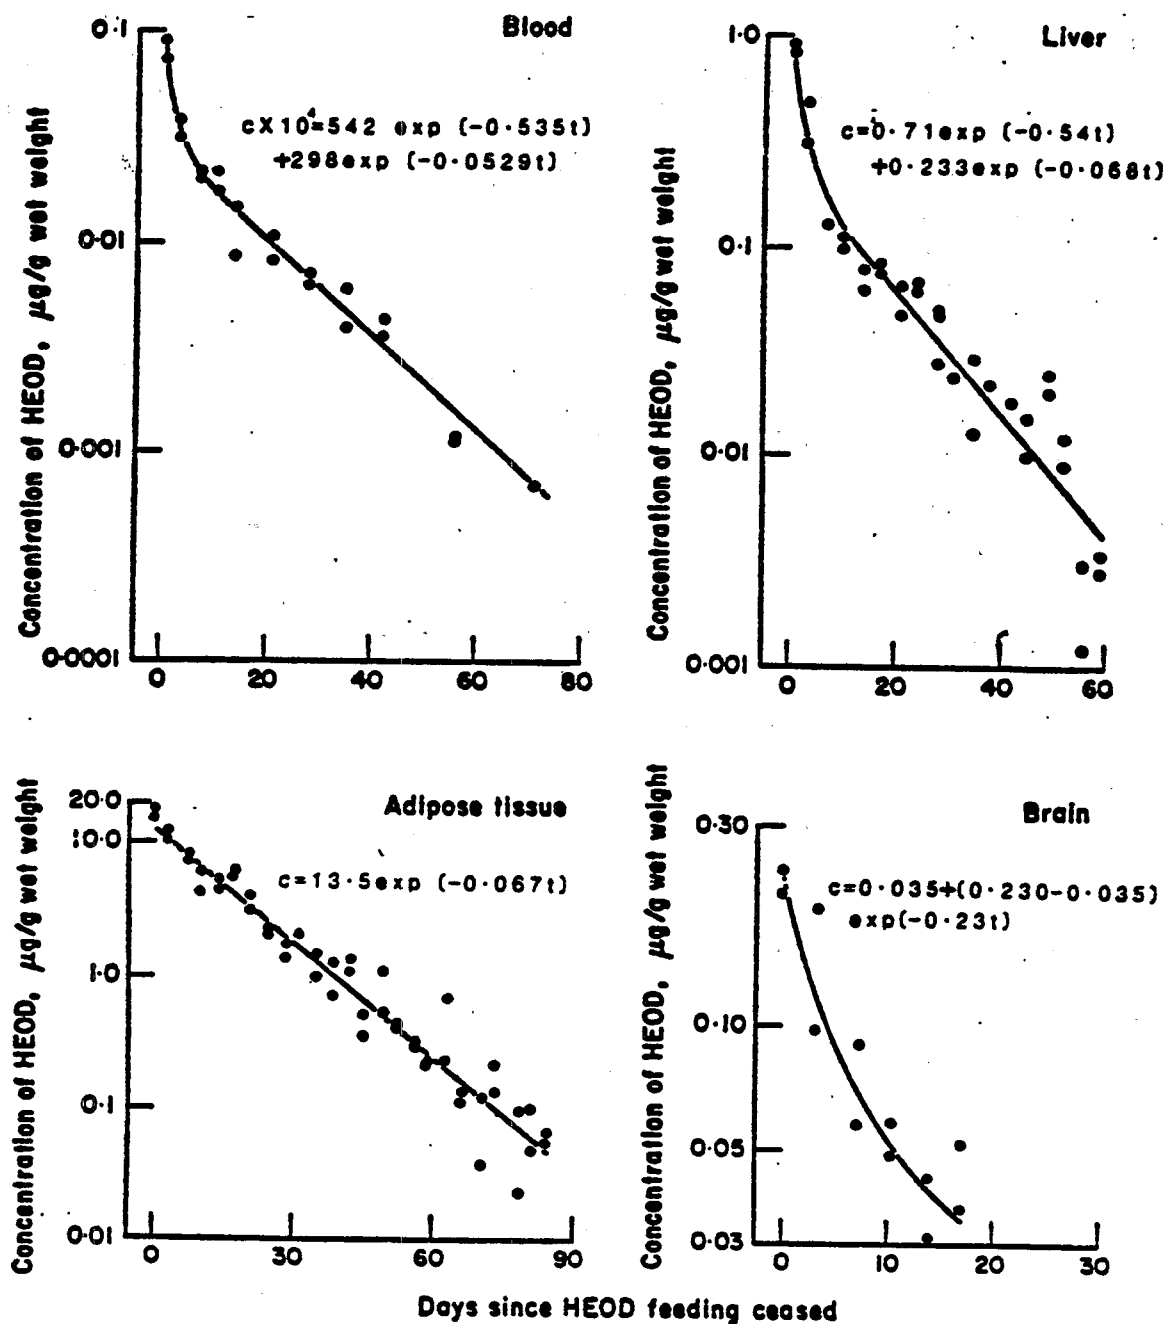 Blood
0·1
0·01
0·001
0·0001
Concentration of HEOD, µg/g wet weight
c X 10⁴=542 exp (-0·535t)
+298exp (-0·0529t)
0 20 40 60 80
Liver
1·0
0·1
0·01
0·001
Concentration of HEOD, µg/g wet weight
c=0·71exp (-0·54t)
+0·233exp (-0·068t)
0 20 40 60
Adipose tissue
20·0
10·0
1·0
0·1
0·01
Concentration of HEOD, µg/g wet weight
c=13·5exp (-0·067t)
0 30 60 90
Brain
0·30
0·10
0·05
0·03
Concentration of HEOD, µg/g wet weight
c=0·035+(0·230-0·035)
exp(-0·23t)
0 10 20 30
Days since HEOD feeding ceased